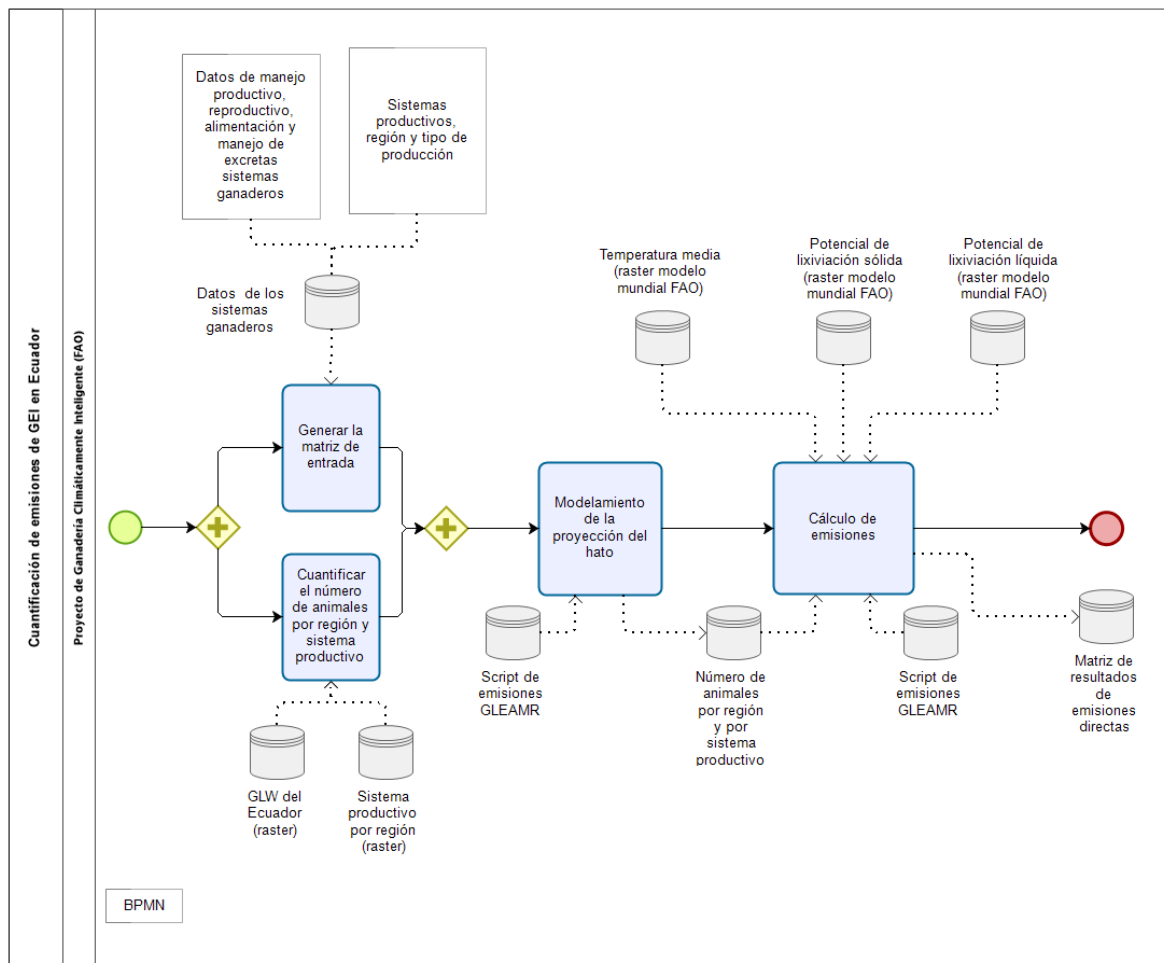 Cuantificación de emisiones de GEI en Ecuador
Proyecto de Ganadería Climáticamente Inteligente (FAO)
Datos de manejo
productivo,
reproductivo,
alimentación y
manejo de
excretas
sistemas
ganaderos
Sistemas
productivos,
región y tipo de
producción
Datos de los
sistemas
ganaderos
Temperatura media
(raster modelo
mundial FAO)
Potencial de
lixiviación sólida
(raster modelo
mundial FAO)
Potencial de
lixiviación líquida
(raster modelo
mundial FAO)
Generar la
matriz de
entrada
Cuantificar
el número
de animales
por región y
sistema
productivo
Modelamiento
de la
proyección del
hato
Cálculo de
emisiones
GLW del
Ecuador
(raster)
Sistema
productivo
por región
(raster)
Script de
emisiones
GLEAMR
Número de
animales
por región
y por
sistema
productivo
Script de
emisiones
GLEAMR
Matriz de
resultados
de
emisiones
directas
BPMN